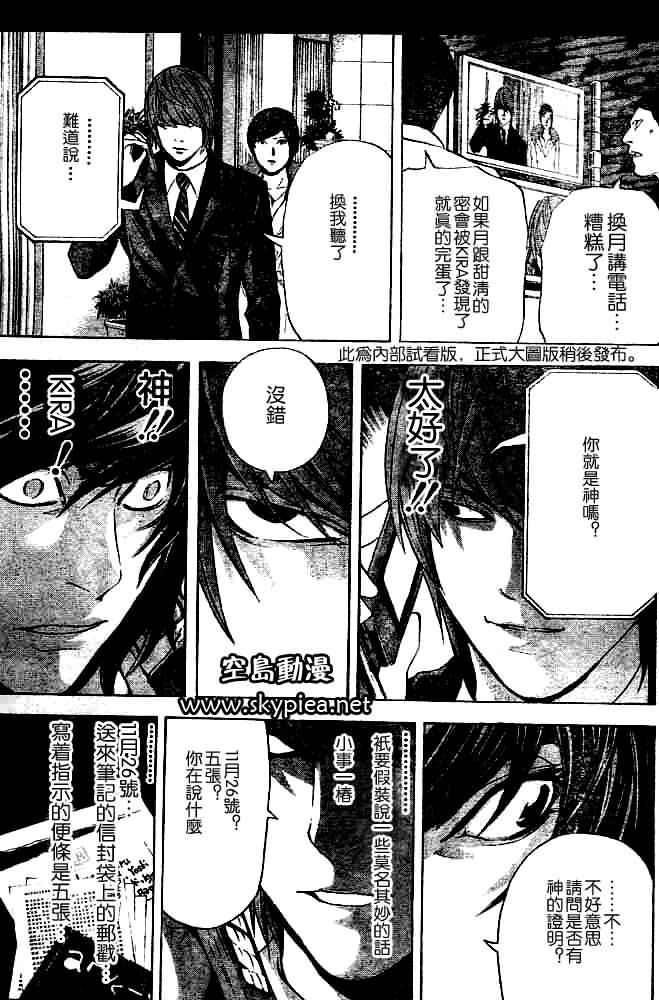 換月講電話…
糟糕了…
如果月跟甜清的
密會被KIRA發現了
就真的完蛋了…
………
換我聽了
………
難道說…
此為內部試看版，正式大圖版稍後發布。
你就是神嗎?
太好了!!
沒錯
神!!
KIRA!
………
空島動漫
www.skypiea.net
……不…
不好意思
請問是否有
神的證明?
衹要假裝說一些莫名其妙的話
小事一樁
11月26號?
五張?
你在說什麼
11月26號…
送來筆記的信封袋上的郵戳…
寫着指示的便條是五張…